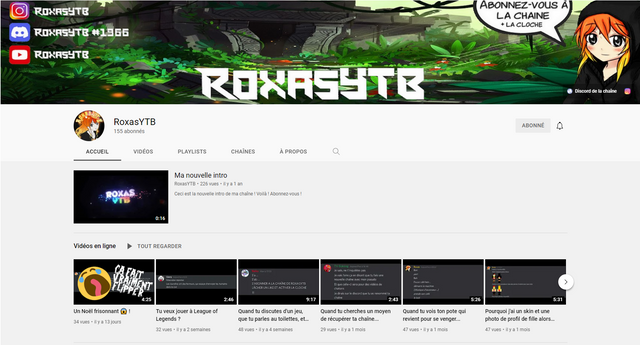 RoxasYTB
ABONNEZ-VOUS À
LA CHAINE
+ LA CLOCHE
RoxasYTB #1366
RoxasYTB
ROXASYTB
Discord de la chaîne
RoxasYTB
155 abonnés
ABONNÉ
ACCUEIL VIDÉOS PLAYLISTS CHAÎNES À PROPOS
ROXAS
YTB
0:16
Ma nouvelle intro
RoxasYTB • 226 vues • il y a 1 an
Ceci est la nouvelle intro de ma chaîne ! Voilà ! Abonnez-vous !
Vidéos en ligne TOUT REGARDER
ÇA FAIT
VRAIMENT
FLIPPER
4:25
2:46
9:17
2:43
5:26
5:31
Un Noël frisonnant 😱 !
34 vues • il y a 13 jours
Tu veux jouer à League of
Legends ?
32 vues • il y a 2 semaines
Quand tu discutes d'un jeu,
que tu parles au toilettes, et...
48 vues • il y a 4 semaines
Quand tu cherches un moyen
de récupérer ta chaîne...
29 vues • il y a 1 mois
Quand tu vois ton pote qui
revient pour se venger...
47 vues • il y a 1 mois
Pourquoi j'ai un skin et une
photo de profil de fille alors...
47 vues • il y a 1 mois